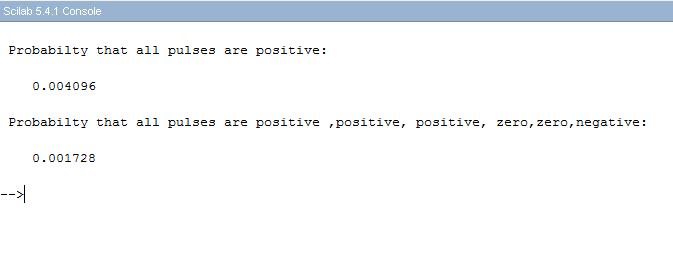 Scilab 5.4.1 Console
Probabilty that all pulses are positive:
0.004096
Probabilty that all pulses are positive ,positive, positive, zero,zero,negative:
0.001728
-->